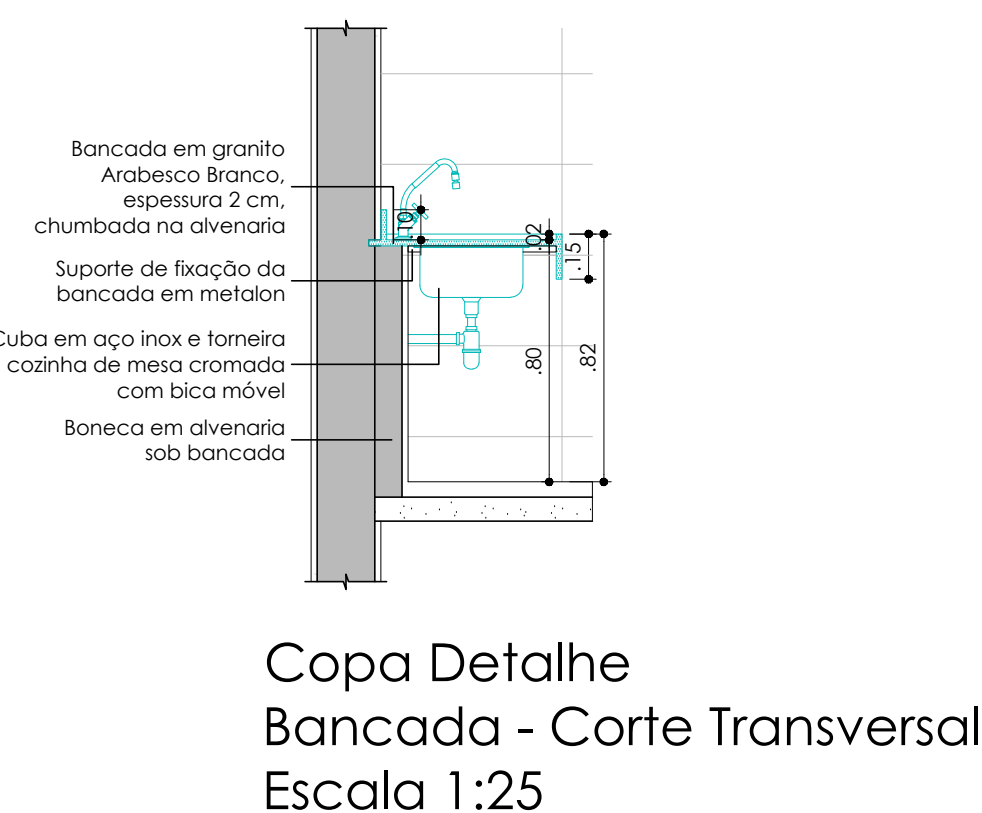 Bancada em granito
Arabesco Branco,
espessura 2 cm,
chumbada na alvenaria
Suporte de fixação da
bancada em metalon
Cuba em aço inox e torneira
cozinha de mesa cromada
com bica móvel
Boneca em alvenaria
sob bancada
.10
.02
.15
.80
.82
Copa Detalhe
Bancada - Corte Transversal
Escala 1:25